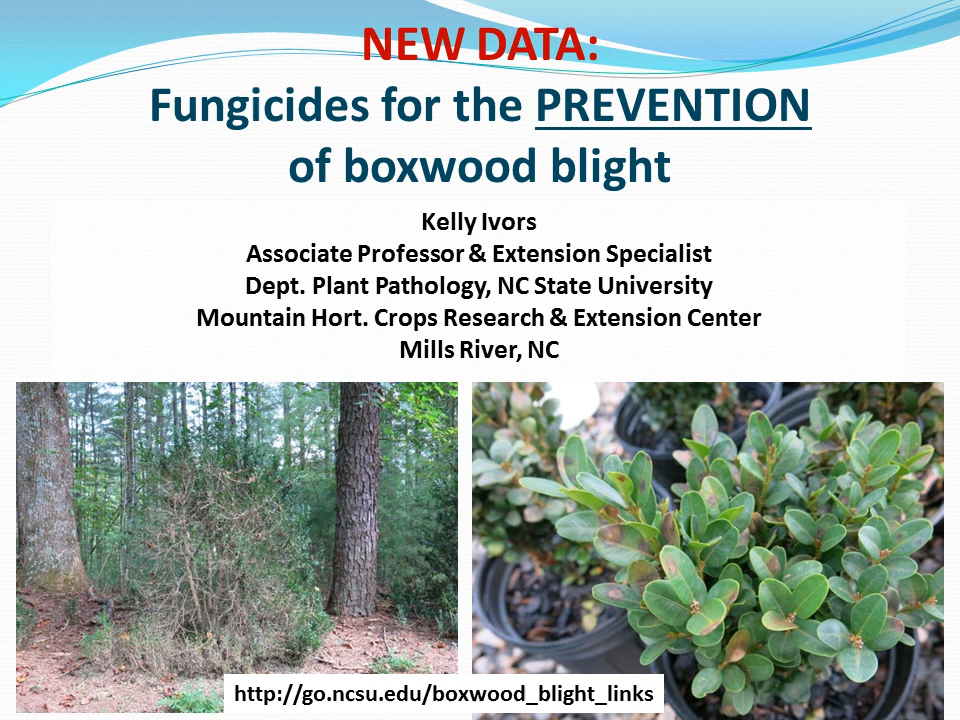 NEW DATA:
Fungicides for the PREVENTION
of boxwood blight
Kelly Ivors
Associate Professor & Extension Specialist
Dept. Plant Pathology, NC State University
Mountain Hort. Crops Research & Extension Center
Mills River, NC
http://go.ncsu.edu/boxwood_blight_links